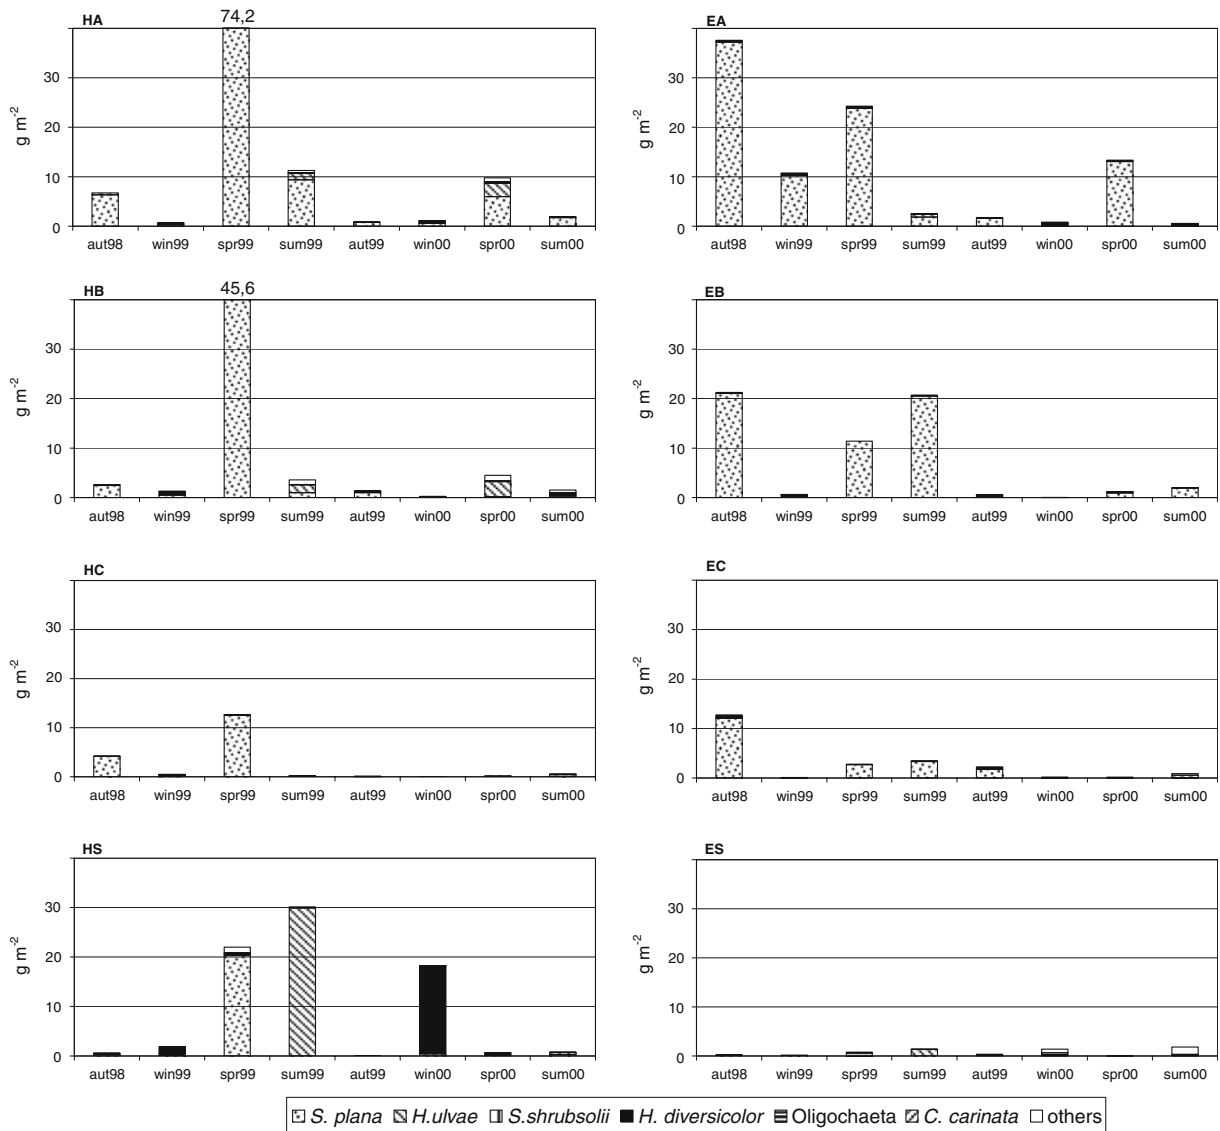 HA
74,2
30
20
10
0
g m-2
aut98 win99 spr99 sum99 aut99 win00 spr00 sum00
EA
30
20
10
0
g m-2
aut98 win99 spr99 sum99 aut99 win00 spr00 sum00
HB
45,6
30
20
10
0
g m-2
aut98 win99 spr99 sum99 aut99 win00 spr00 sum00
EB
30
20
10
0
g m-2
aut98 win99 spr99 sum99 aut99 win00 spr00 sum00
HC
30
20
10
0
g m-2
aut98 win99 spr99 sum99 aut99 win00 spr00 sum00
EC
30
20
10
0
g m-2
aut98 win99 spr99 sum99 aut99 win00 spr00 sum00
HS
30
20
10
0
g m-2
aut98 win99 spr99 sum99 aut99 win00 spr00 sum00
ES
30
20
10
0
g m-2
aut98 win99 spr99 sum99 aut99 win00 spr00 sum00
S. plana H.ulvae S.shrubsolii H. diversicolor Oligochaeta C. carinata others